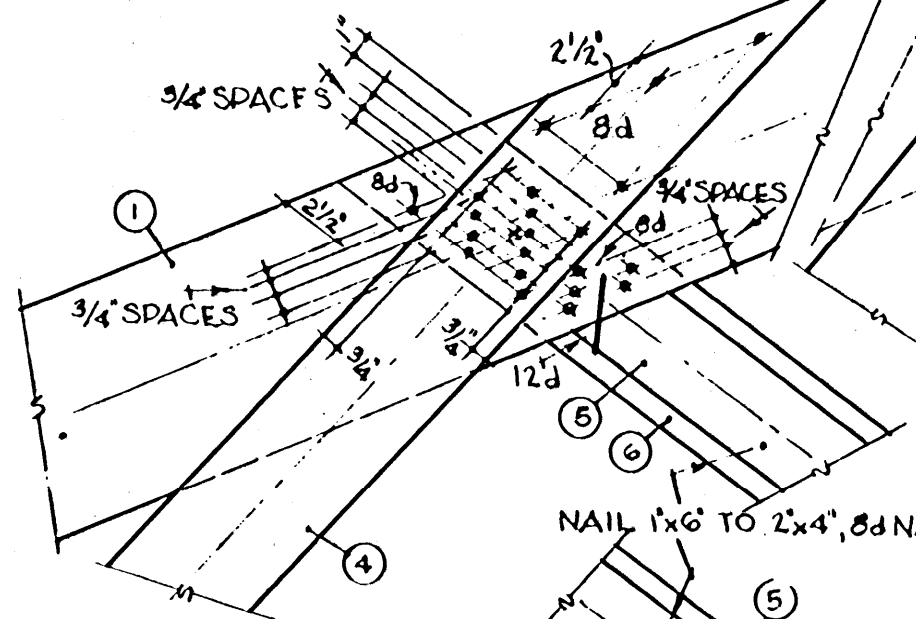 2 1/2"
3/4" SPACES
8d
8d
3/4" SPACES
1
2 1/2"
8d
3/4" SPACES
3/4"
3/4"
12d
5
6
NAIL 1"x6" TO 2"x4", 8d
4
5